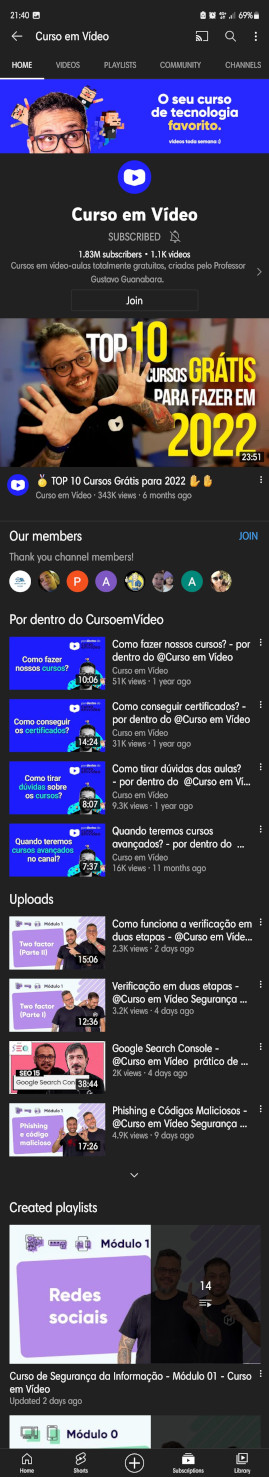 21:40
69%
Curso em Vídeo
HOME
VIDEOS
PLAYLISTS
COMMUNITY
CHANNELS
O seu curso
de tecnologia
favorito.
vídeos toda semana :)
Curso em Vídeo
SUBSCRIBED
1.83M subscribers • 1.1K videos
Cursos em vídeo-aulas totalmente gratuitos, criados pelo Professor
Gustavo Guanabara.
Join
TOP 10
CURSOS GRÁTIS
PARA FAZER EM
2022
23:51
🥇 TOP 10 Cursos Grátis para 2022
Curso em Vídeo · 343K views · 6 months ago
Our members
JOIN
Thank you channel members!
P
A
A
Por dentro do CursoemVídeo
Como fazer
nossos cursos?
10:06
Como fazer nossos cursos? - por
dentro do @Curso em Vídeo
Curso em Vídeo
51K views · 1 year ago
Como conseguir
os certificados?
14:24
Como conseguir certificados? -
por dentro do @Curso em Vídeo
Curso em Vídeo
31K views · 1 year ago
Como tirar
dúvidas sobre
os cursos?
8:07
Como tirar dúvidas das aulas?
- por dentro do @Curso em Ví...
Curso em Vídeo
9.3K views · 1 year ago
Quando teremos
cursos avançados
no canal?
7:37
Quando teremos cursos
avançados? - por dentro do ...
Curso em Vídeo
16K views · 11 months ago
Uploads
Módulo 1
Two factor
(Parte II)
15:06
Como funciona a verificação em
duas etapas - @Curso em Víde...
2.3K views · 2 days ago
Módulo 1
Two factor
(Parte I)
12:36
Verificação em duas etapas -
@Curso em Vídeo Segurança ...
3.2K views · 4 days ago
SEO
SEO 15
Google Search Con
38:44
Google Search Console -
@Curso em Vídeo prático de ...
2K views · 4 days ago
Módulo 1
Phishing
e código
malicioso
17:26
Phishing e Códigos Maliciosos -
@Curso em Vídeo Segurança ...
4.9K views · 9 days ago
Created playlists
Módulo 1
Redes
sociais
14
Curso de Segurança da Informação - Módulo 01 - Curso
em Vídeo
Updated 2 days ago
Módulo 0
Home
Shorts
Subscriptions
Library